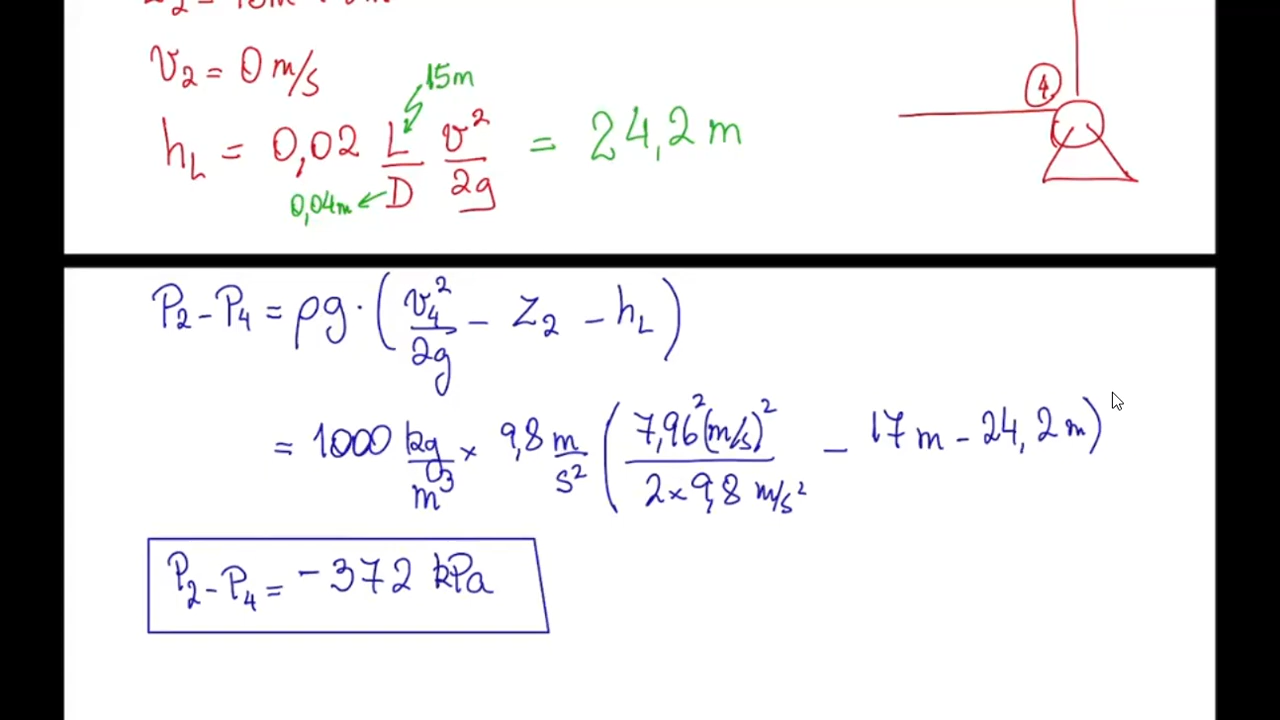 V₂ = 0 m/s
15m
h_L = 0,02 L/D v²/2g = 24,2 m
0,04m
4
P₂ - P₄ = ρg · (v₄²/2g - Z₂ - h_L)
= 1000 kg/m³ × 9,8 m/s² (7,96² (m/s)² / 2×9,8 m/s² - 17m - 24,2m)
P₂ - P₄ = -372 kPa